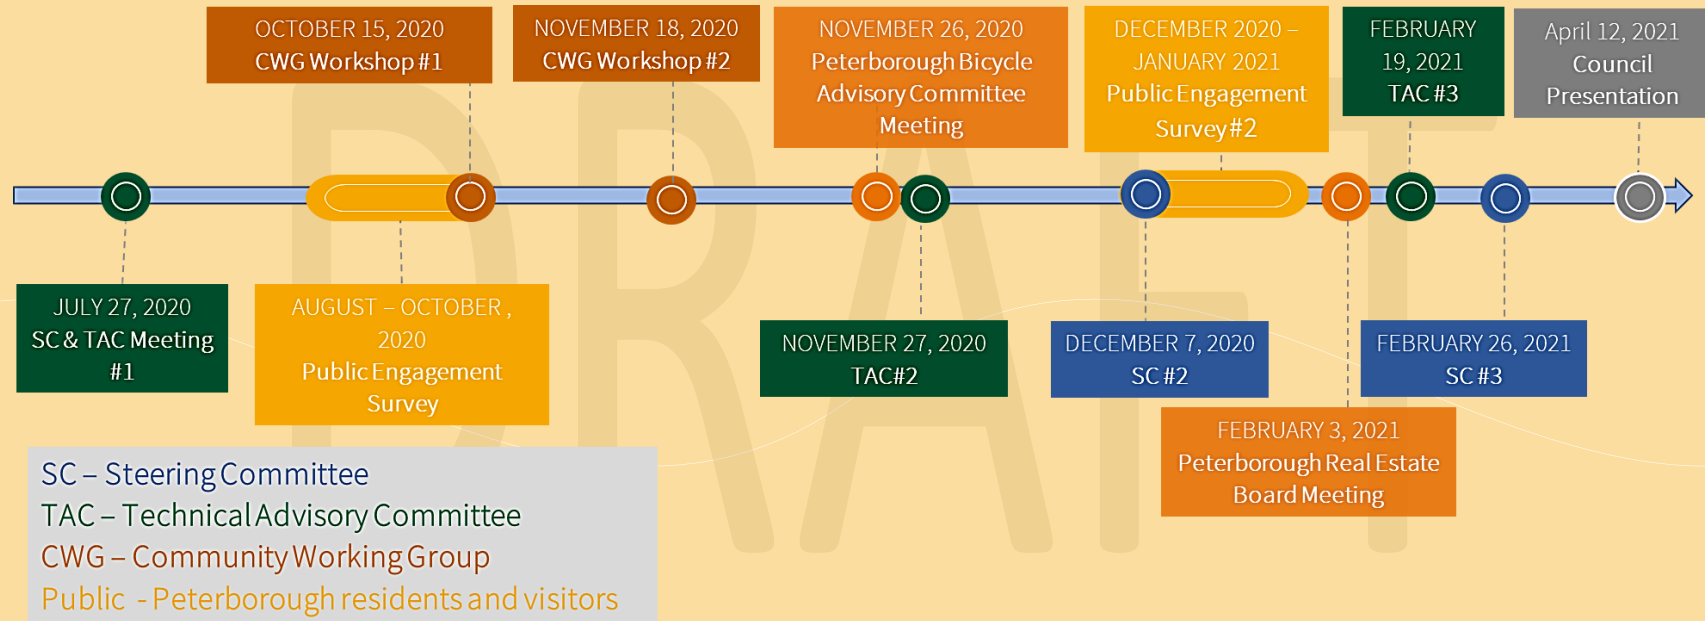 OCTOBER 15, 2020
CWG Workshop #1
NOVEMBER 18, 2020
CWG Workshop #2
NOVEMBER 26, 2020
Peterborough Bicycle
Advisory Committee
Meeting
DECEMBER 2020 –
JANUARY 2021
Public Engagement
Survey #2
FEBRUARY
19, 2021
TAC #3
April 12, 2021
Council
Presentation
JULY 27, 2020
SC & TAC Meeting
#1
AUGUST – OCTOBER ,
2020
Public Engagement
Survey
NOVEMBER 27, 2020
TAC#2
DECEMBER 7, 2020
SC #2
FEBRUARY 26, 2021
SC #3
FEBRUARY 3, 2021
Peterborough Real Estate
Board Meeting
SC – Steering Committee
TAC – Technical Advisory Committee
CWG – Community Working Group
Public - Peterborough residents and visitors
DRAFT